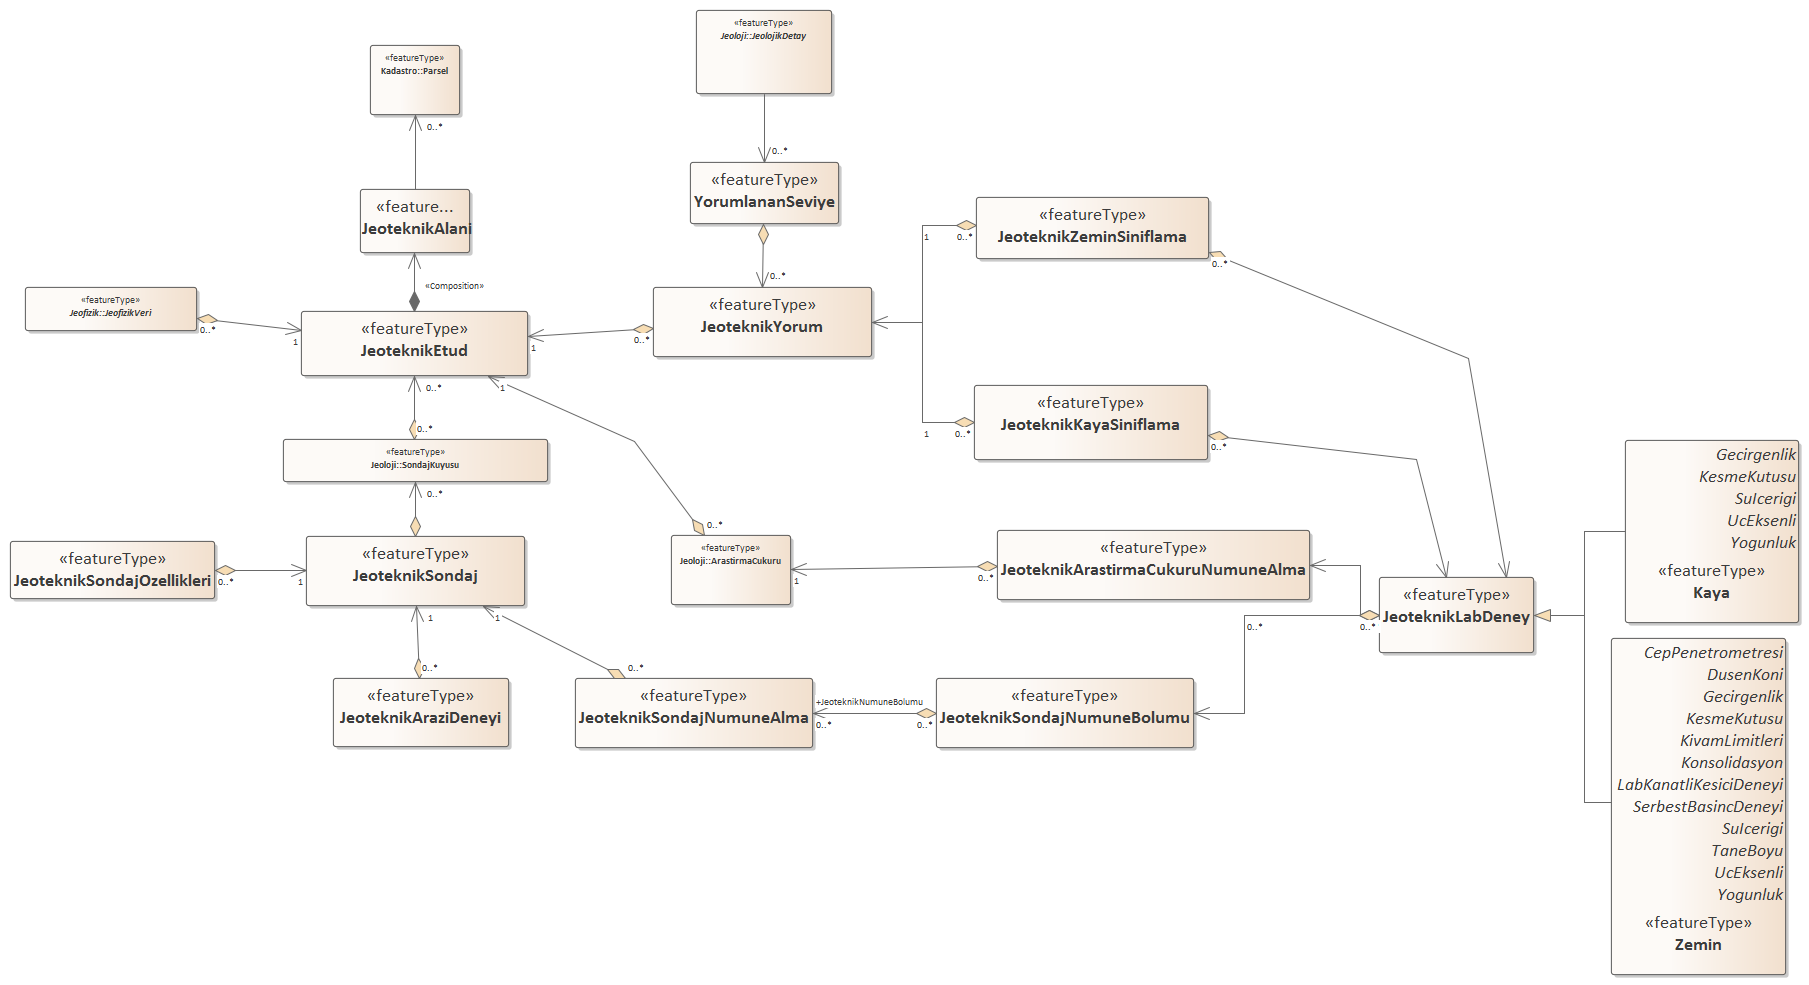 «featureType»
Jeoloji::JeolojikDetay
«featureType»
Kadastro::Parsel
0..*
0..*
«featureType»
YorumlananSeviye
«feature...
JeoteknikAlani
«featureType»
JeoteknikZeminSiniflama
1
0..*
0..*
0..*
«Composition»
«featureType»
Jeofizik::JeofizikVeri
0..*
1
«featureType»
JeoteknikEtud
«featureType»
JeoteknikYorum
0..*
1
0..*
1
«featureType»
JeoteknikKayaSiniflama
1
0..*
0..*
0..*
«featureType»
Jeoloji::SondajKuyusu
0..*
Gecirgenlik
KesmeKutusu
SuIcerigi
UcEksenli
Yogunluk
«featureType»
Kaya
0..*
«featureType»
Jeoloji::ArastirmaCukuru
1
«featureType»
JeoteknikSondajOzellikleri
0..*
1
«featureType»
JeoteknikSondaj
«featureType»
JeoteknikArastirmaCukuruNumuneAlma
0..*
«featureType»
JeoteknikLabDeney
0..*
0..*
1
1
0..*
0..*
«featureType»
JeoteknikAraziDeneyi
«featureType»
JeoteknikSondajNumuneAlma
+JeoteknikNumuneBolumu
0..*
0..*
«featureType»
JeoteknikSondajNumuneBolumu
CepPenetrometresi
DusenKoni
Gecirgenlik
KesmeKutusu
KivamLimitleri
Konsolidasyon
LabKanatliKesiciDeneyi
SerbestBasincDeneyi
SuIcerigi
TaneBoyu
UcEksenli
Yogunluk
«featureType»
Zemin